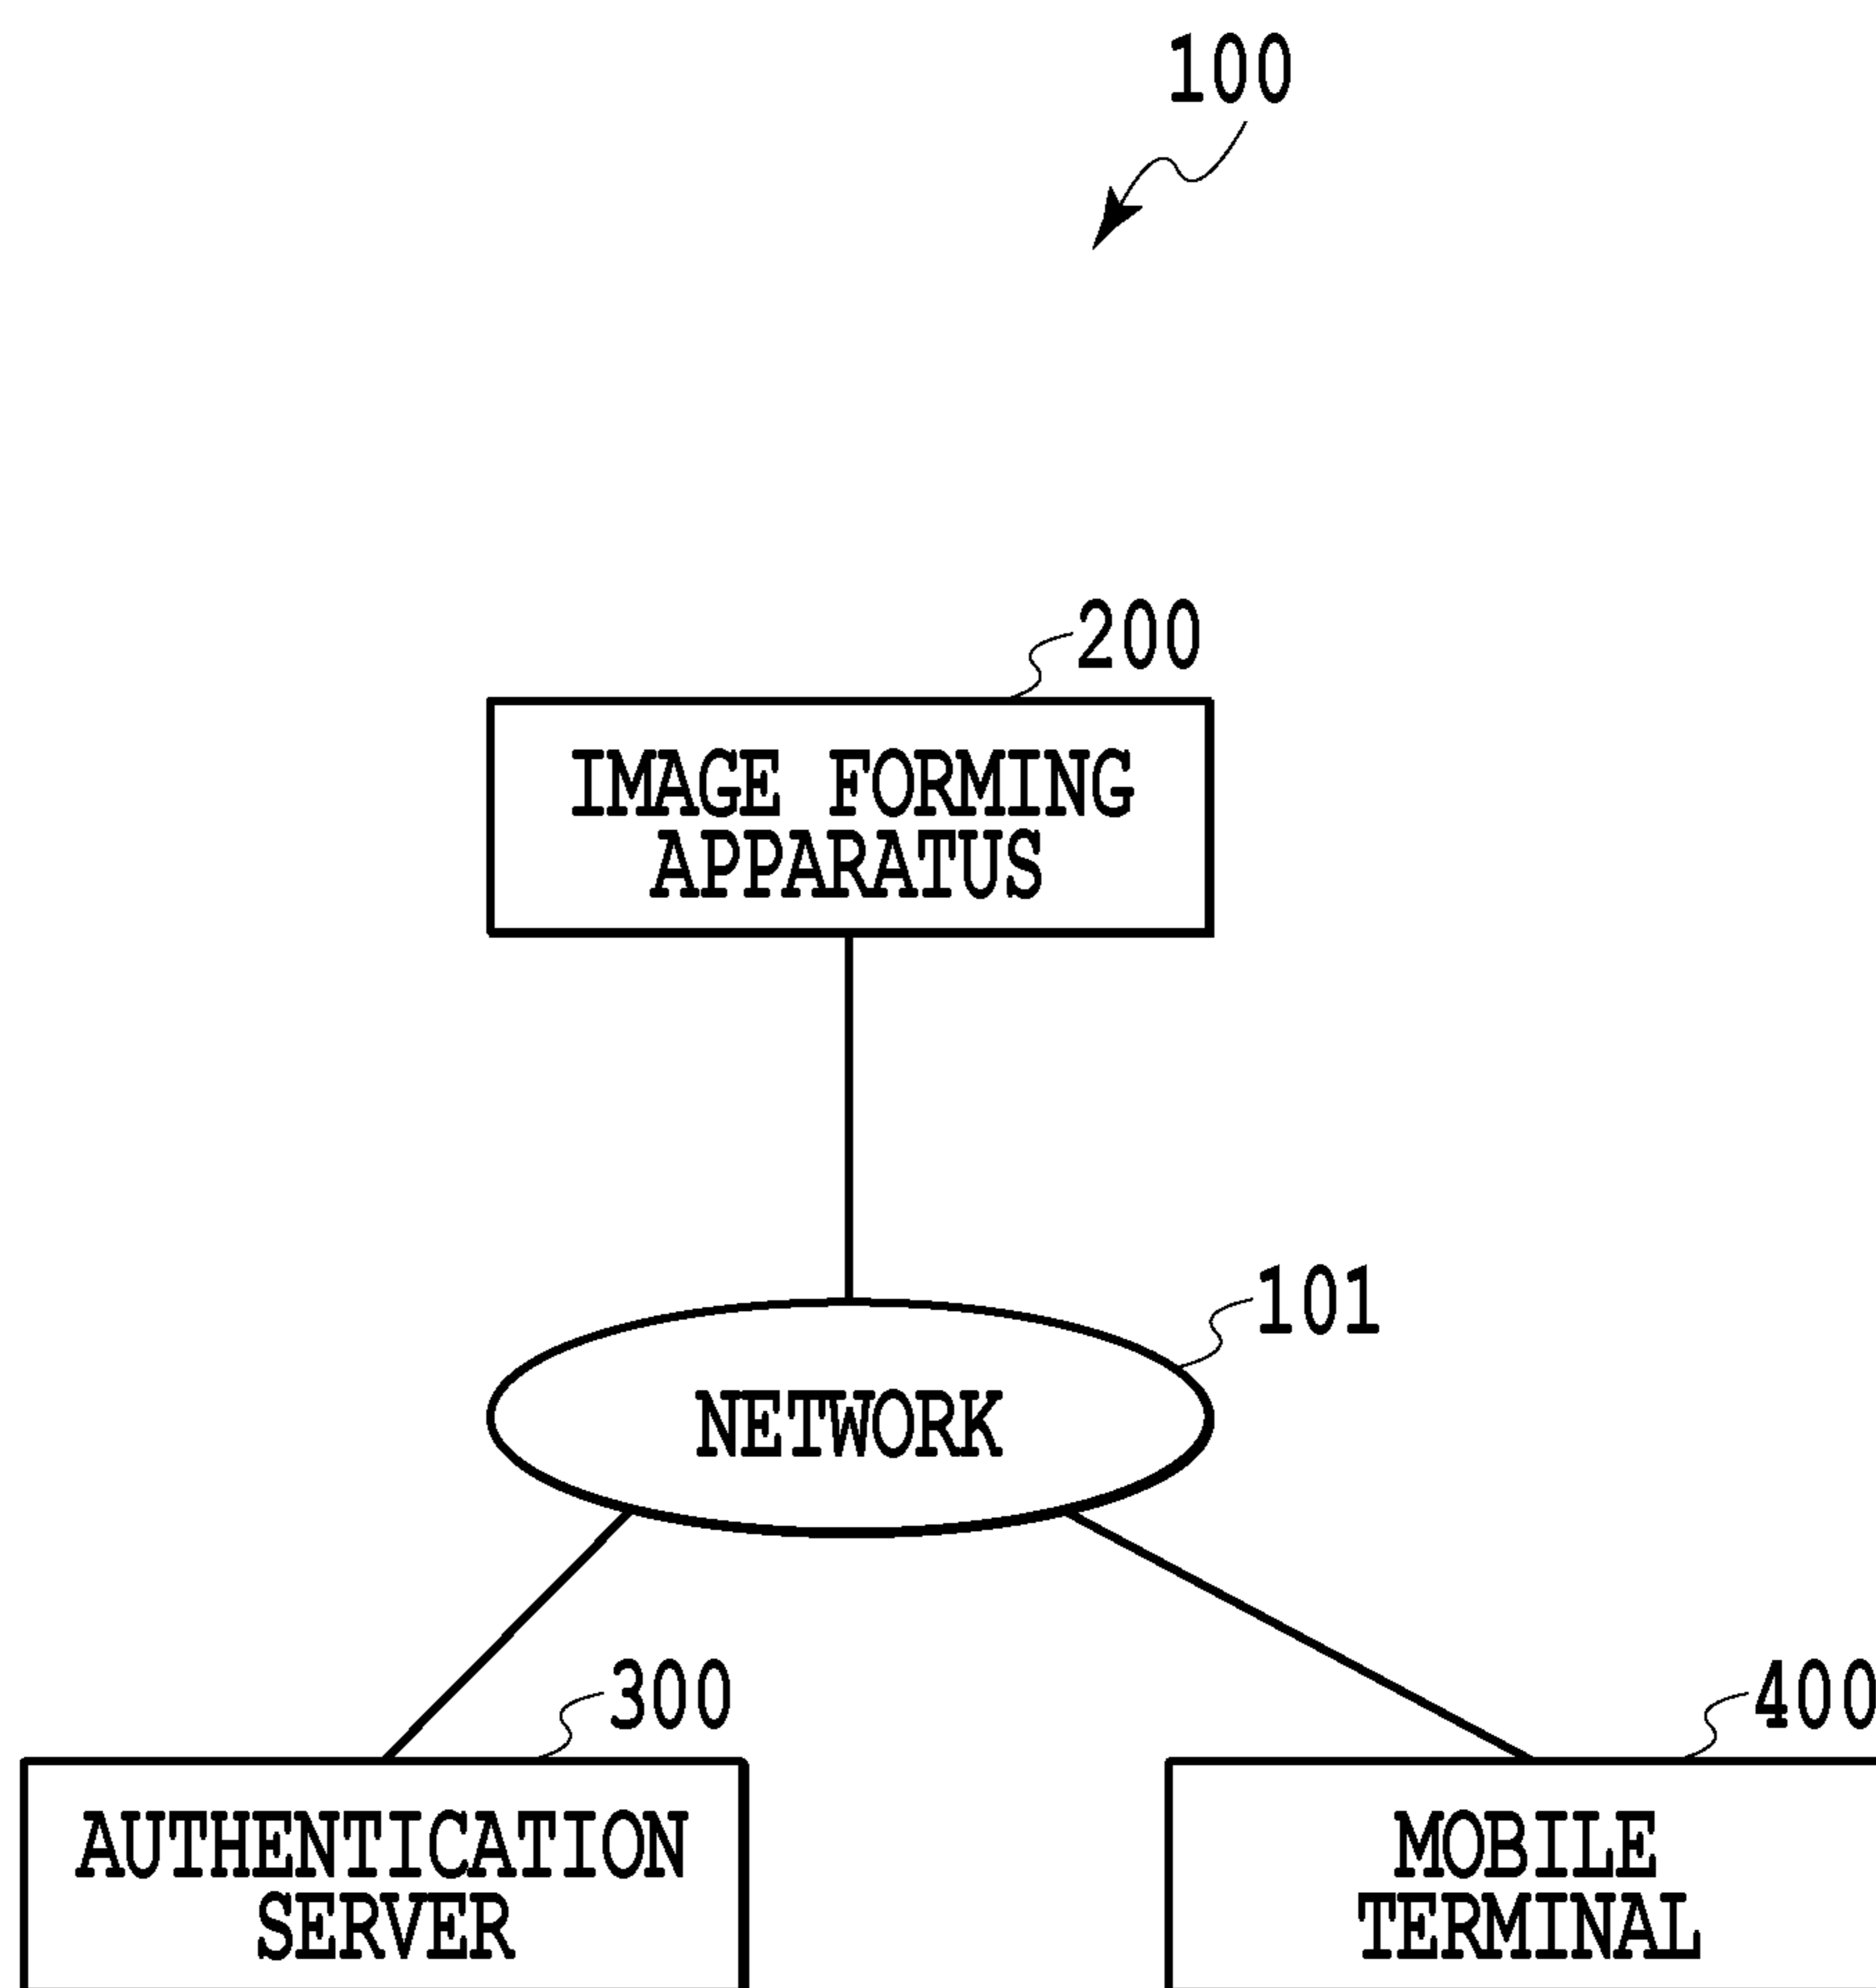 100
200
IMAGE FORMING
APPARATUS
101
NETWORK
300
400
AUTHENTICATION
SERVER
MOBILE
TERMINAL